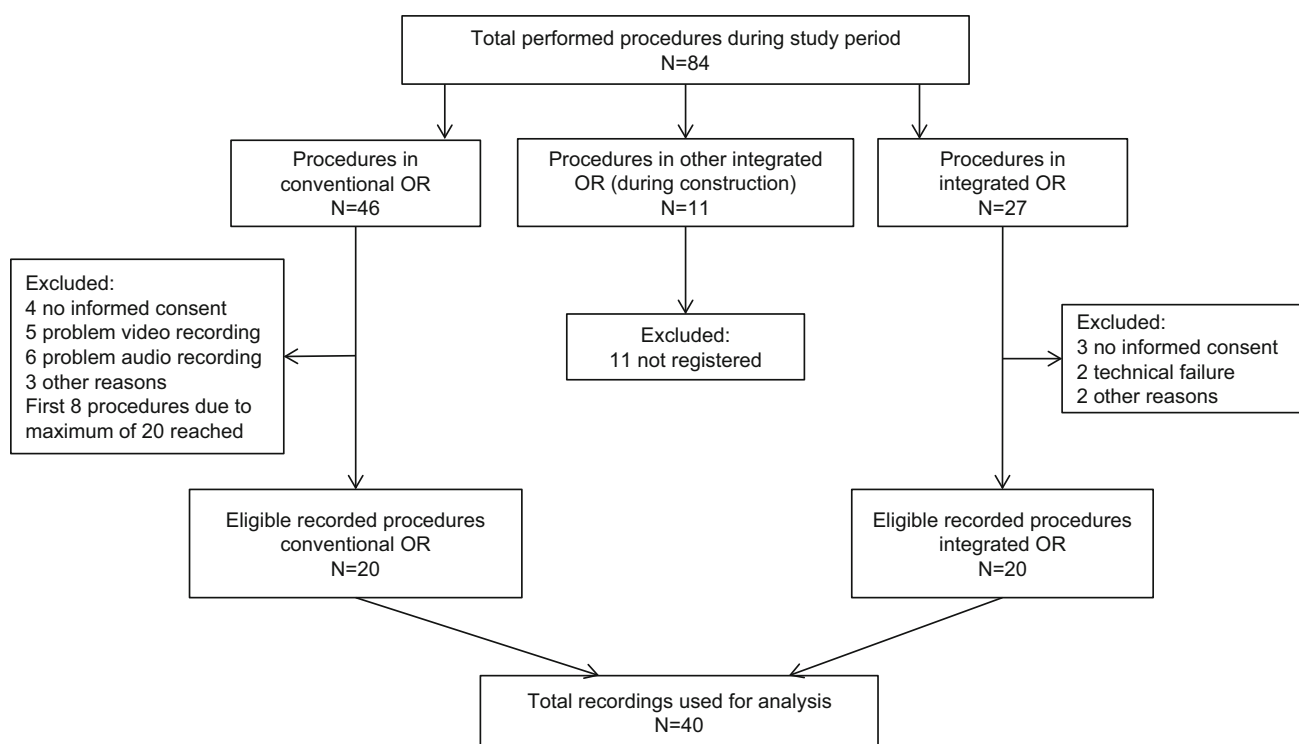 Total performed procedures during study period
N=84
Procedures in
conventional OR
N=46
Procedures in other integrated
OR (during construction)
N=11
Procedures in
integrated OR
N=27
Excluded:
4 no informed consent
5 problem video recording
6 problem audio recording
3 other reasons
First 8 procedures due to
maximum of 20 reached
Excluded:
11 not registered
Excluded:
3 no informed consent
2 technical failure
2 other reasons
Eligible recorded procedures
conventional OR
N=20
Eligible recorded procedures
integrated OR
N=20
Total recordings used for analysis
N=40